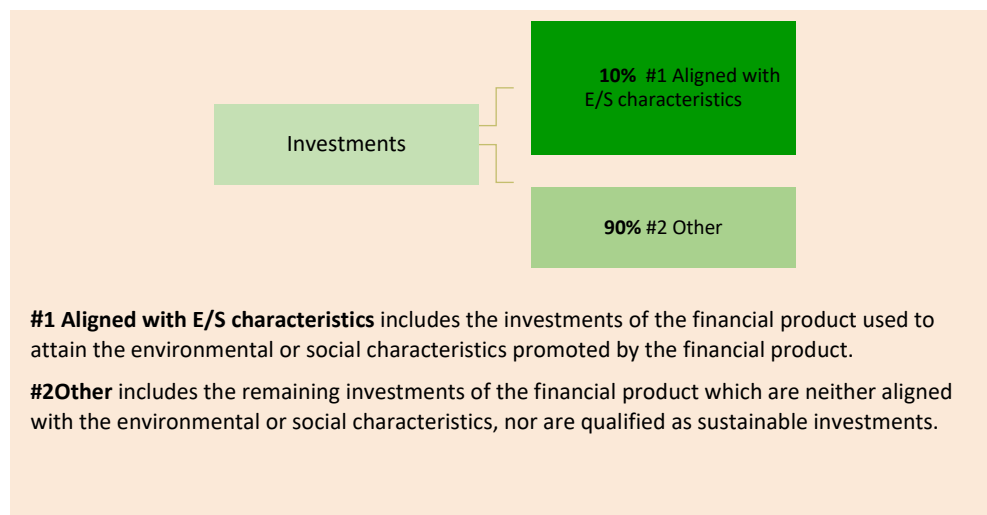 10% #1 Aligned with
E/S characteristics
Investments
90% #2 Other
#1 Aligned with E/S characteristics includes the investments of the financial product used to
attain the environmental or social characteristics promoted by the financial product.
#2Other includes the remaining investments of the financial product which are neither aligned
with the environmental or social characteristics, nor are qualified as sustainable investments.